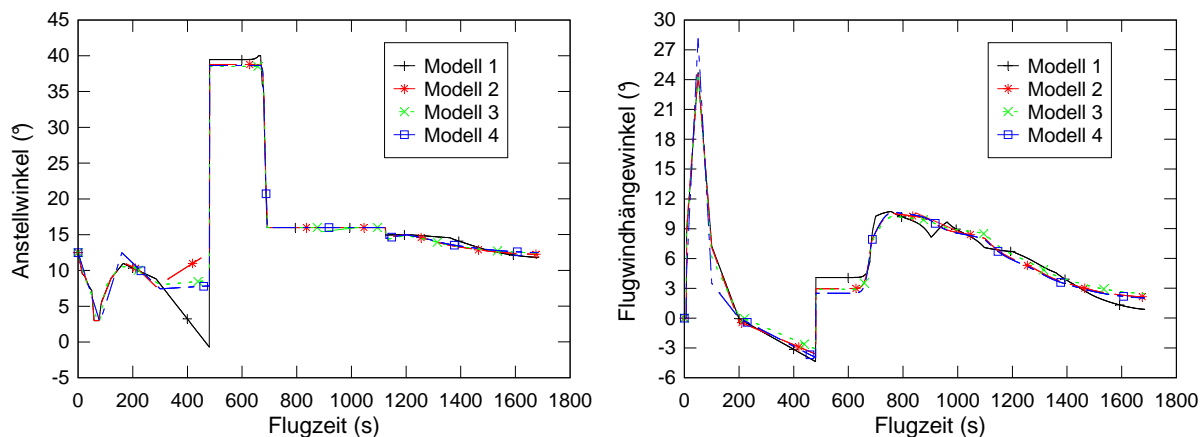 45
40
35
30
25
20
15
10
5
0
-5
0 200 400 600 800 1000 1200 1400 1600 1800
Anstellwinkel (°)
Flugzeit (s)
Modell 1
Modell 2
Modell 3
Modell 4
30
27
24
21
18
15
12
9
6
3
0
-3
-6
0 200 400 600 800 1000 1200 1400 1600 1800
Flugwindhängewinkel (°)
Flugzeit (s)
Modell 1
Modell 2
Modell 3
Modell 4